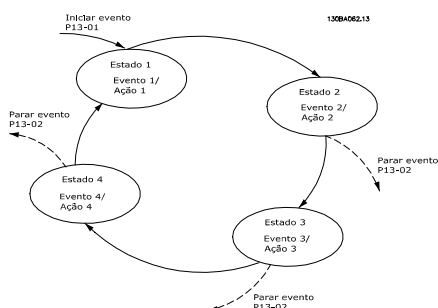 Iniciar evento
P13-01
130BA062.13
Estado 1
Evento 1/
Ação 1
Estado 2
Evento 2/
Ação 2
Parar evento
P13-02
Parar evento
P13-02
Estado 4
Evento 4/
Ação 4
Estado 3
Evento 3/
Ação 3
Parar evento
P13-02